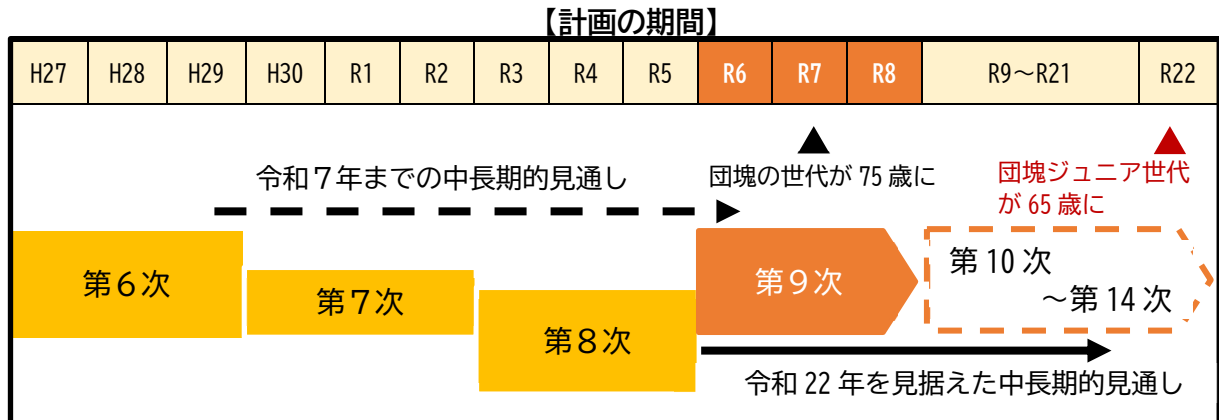 【計画の期間】
H27 H28 H29 H30 R1 R2 R3 R4 R5 R6 R7 R8 R9～R21 R22
令和７年までの中長期的見通し
団塊の世代が 75 歳に
団塊ジュニア世代
が 65 歳に
第６次
第７次
第８次
第９次
第 10 次
～第 14 次
令和 22 年を見据えた中長期的見通し